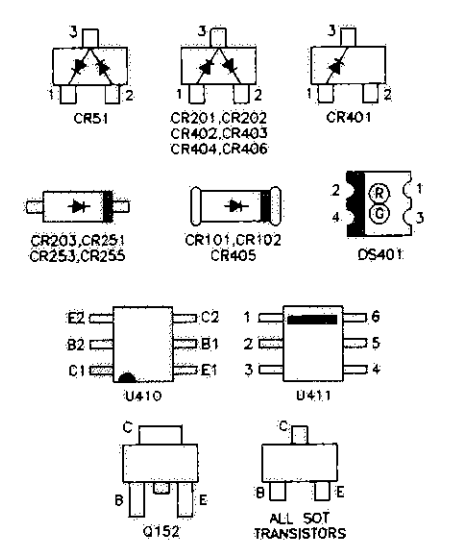 3 3 3
1 2 1 2 1 2
CR51 CR201,CR202 CR401
CR402,CR403
CR404,CR406
2 R 1
4 G 3
CR203,CR251 CR101,CR102 DS401
CR253,CR255 CR405
E2 C2 1 6
B2 B1 2 5
C1 E1 3 4
U410 U411
C C
B E B E
Q152 ALL SOT
TRANSISTORS